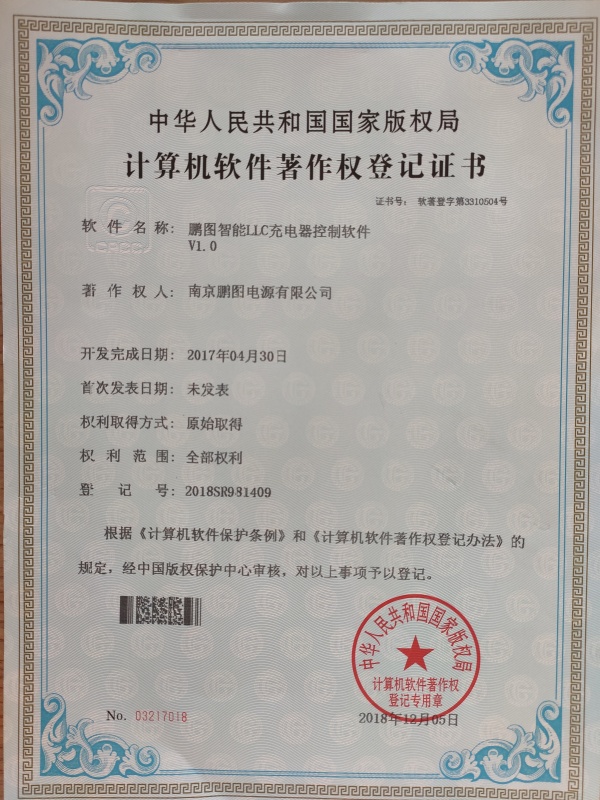 中华人民共和国国家版权局
计算机软件著作权登记证书
证书号： 软著登字第3310504号
软件名称： 鹏图智能LLC充电器控制软件
V1.0
著作权人： 南京鹏图电源有限公司
开发完成日期： 2017年04月30日
首次发表日期： 未发表
权利取得方式： 原始取得
权利范围： 全部权利
登记号： 2018SR981409
根据《计算机软件保护条例》和《计算机软件著作权登记办法》的
规定，经中国版权保护中心审核，对以上事项予以登记。
中华人民共和国国家版权局
计算机软件著作权
登记专用章
No. 03217018
2018年12月05日